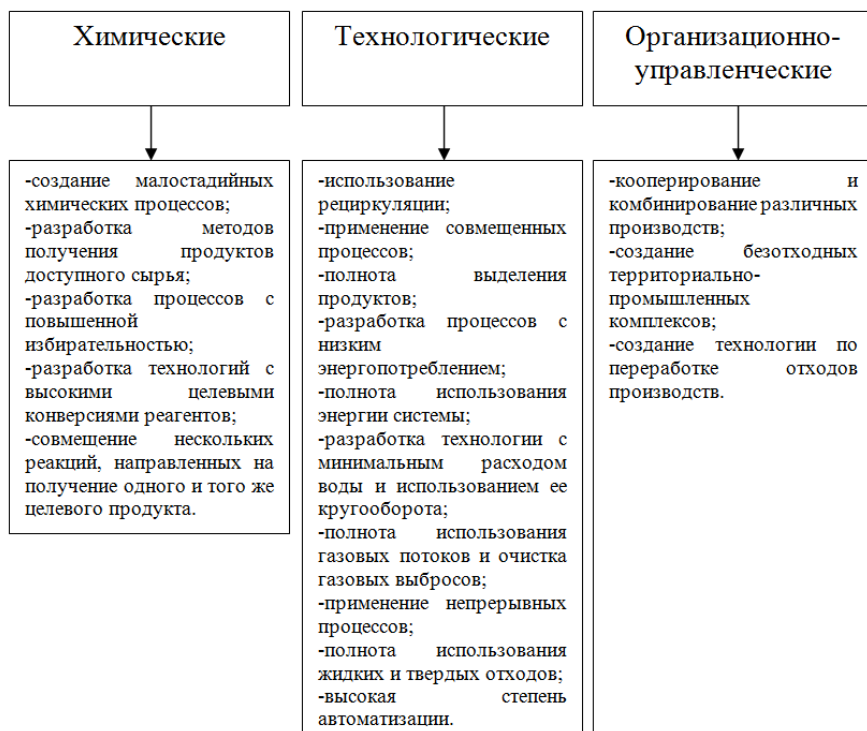 Химические
Технологические
Организационно-
управленческие
-создание малостадийных
химических процессов;
-разработка методов
получения продуктов
доступного сырья;
-разработка процессов с
повышенной
избирательностью;
-разработка технологий с
высокими целевыми
конверсиями реагентов;
-совмещение нескольких
реакций, направленных на
получение одного и того же
целевого продукта.
-использование
рециркуляции;
-применение совмещенных
процессов;
-полнота выделения
продуктов;
-разработка процессов с
низким
энергопотреблением;
-полнота использования
энергии системы;
-разработка технологии с
минимальным расходом
воды и использованием ее
кругооборота;
-полнота использования
газовых потоков и очистка
газовых выбросов;
-применение непрерывных
процессов;
-полнота использования
жидких и твердых отходов;
-высокая степень
автоматизации.
-кооперирование и
комбинирование различных
производств;
-создание безотходных
территориально-
промышленных
комплексов;
-создание технологии по
переработке отходов
производств.